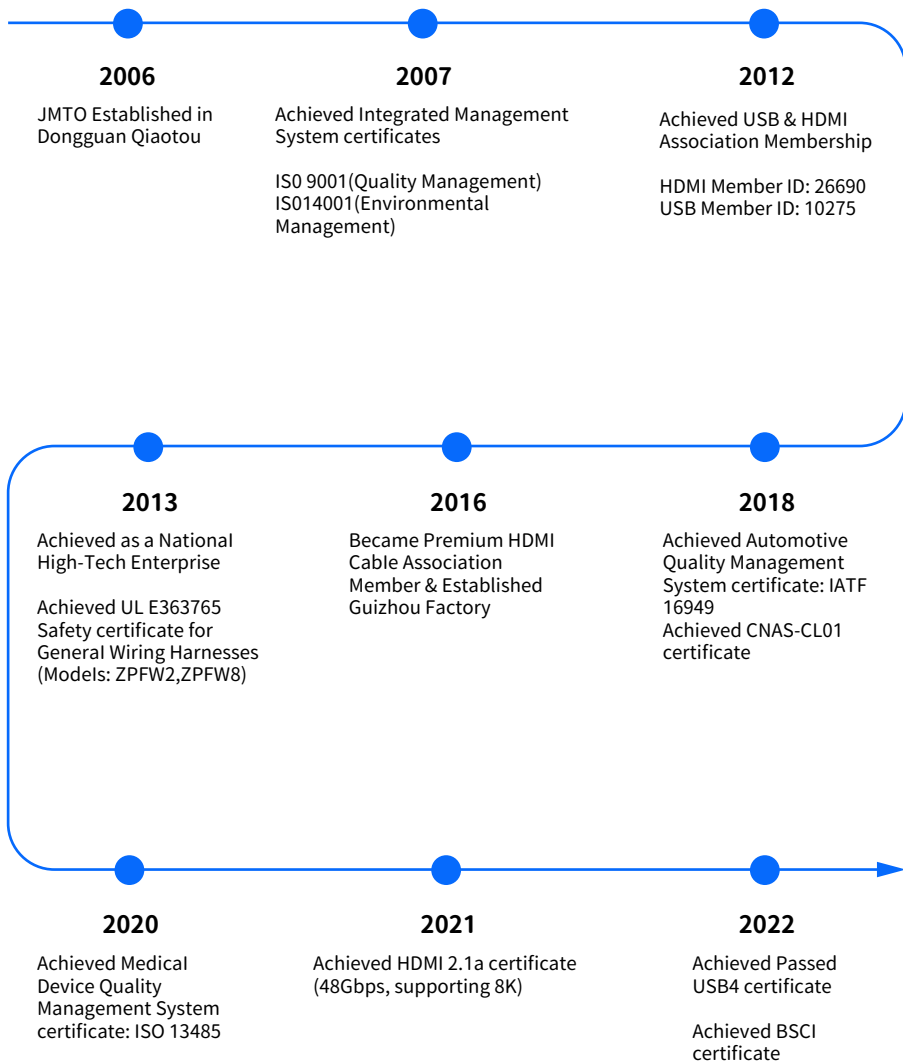 2006
JMTO Established in
Dongguan Qiaotou
2007
Achieved Integrated Management
System certificates
IS0 9001(Quality Management)
IS014001(Environmental
Management)
2012
Achieved USB & HDMI
Association Membership
HDMI Member ID: 26690
USB Member ID: 10275
2013
Achieved as a National
High-Tech Enterprise
Achieved UL E363765
Safety certificate for
General Wiring Harnesses
(Models: ZPFW2,ZPFW8)
2016
Became Premium HDMI
Cable Association
Member & Established
Guizhou Factory
2018
Achieved Automotive
Quality Management
System certificate: IATF
16949
Achieved CNAS-CL01
certificate
2020
Achieved Medical
Device Quality
Management System
certificate: ISO 13485
2021
Achieved HDMI 2.1a certificate
(48Gbps, supporting 8K)
2022
Achieved Passed
USB4 certificate
Achieved BSCI
certificate